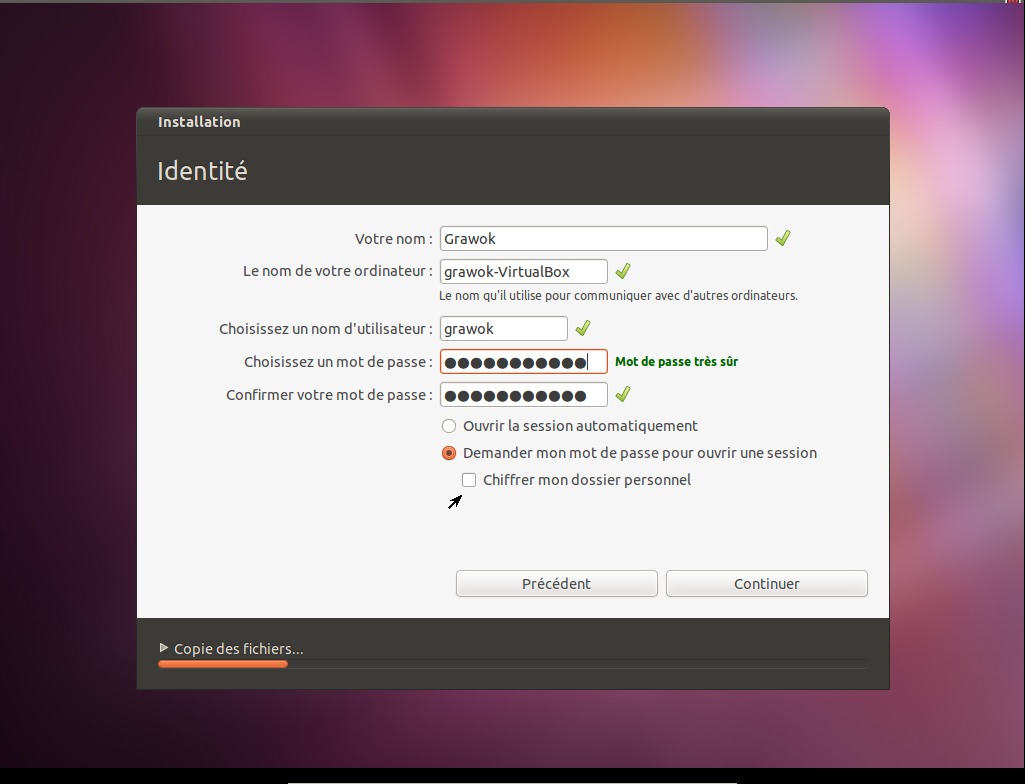 Installation
Identité
Votre nom : Grawok
Le nom de votre ordinateur : grawok-VirtualBox
Le nom qu'il utilise pour communiquer avec d'autres ordinateurs.
Choisissez un nom d'utilisateur : grawok
Choisissez un mot de passe : ●●●●●●●●●●● Mot de passe très sûr
Confirmer votre mot de passe : ●●●●●●●●●●●
Ouvrir la session automatiquement
Demander mon mot de passe pour ouvrir une session
Chiffrer mon dossier personnel
Précédent Continuer
Copie des fichiers...